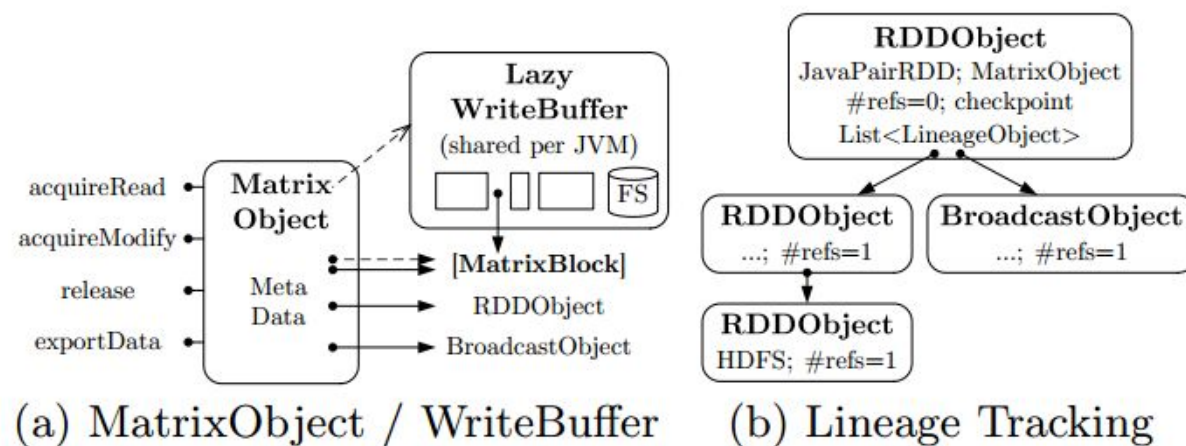 Lazy
WriteBuffer
(shared per JVM)
FS
acquireRead
acquireModify
release
exportData
Matrix
Object
Meta
Data
[MatrixBlock]
RDDObject
BroadcastObject
(a) MatrixObject / WriteBuffer
RDDObject
JavaPairRDD; MatrixObject
#refs=0; checkpoint
List<LineageObject>
RDDObject
...; #refs=1
BroadcastObject
...; #refs=1
RDDObject
HDFS; #refs=1
(b) Lineage Tracking